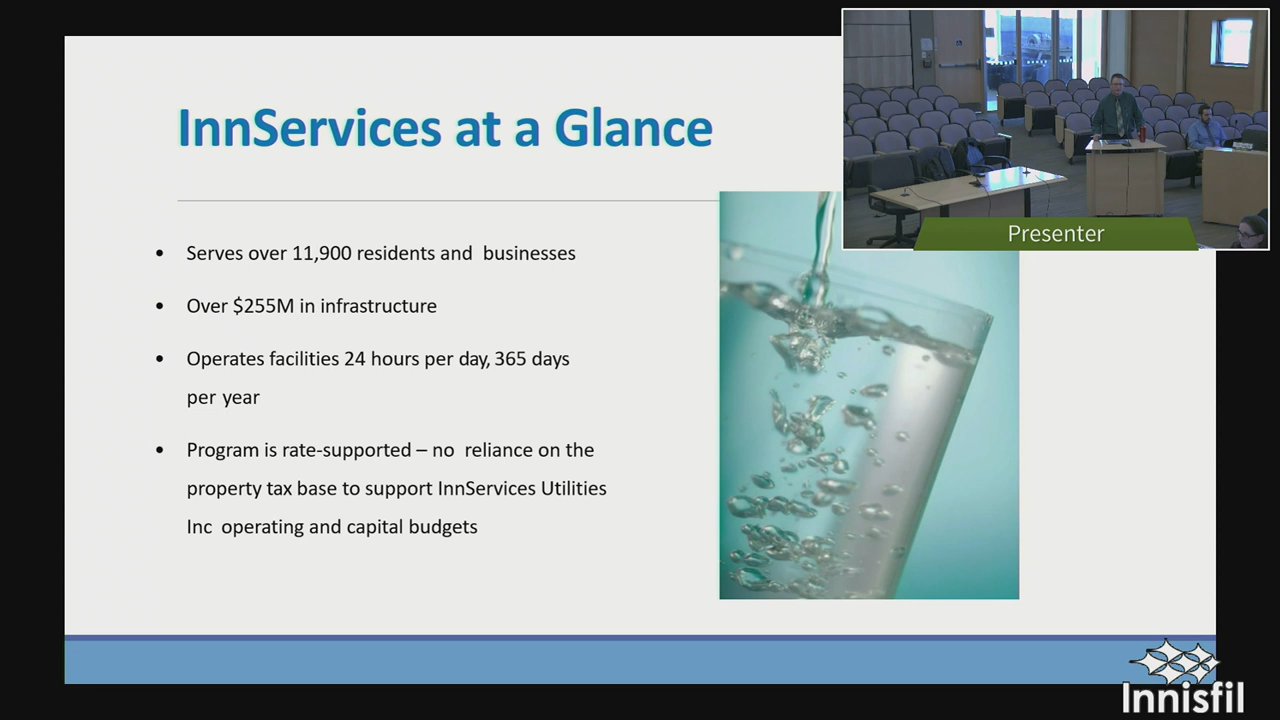 InnServices at a Glance
Presenter
• Serves over 11,900 residents and businesses
• Over $255M in infrastructure
• Operates facilities 24 hours per day, 365 days
per year
• Program is rate-supported – no reliance on the
property tax base to support InnServices Utilities
Inc operating and capital budgets
Innisfil